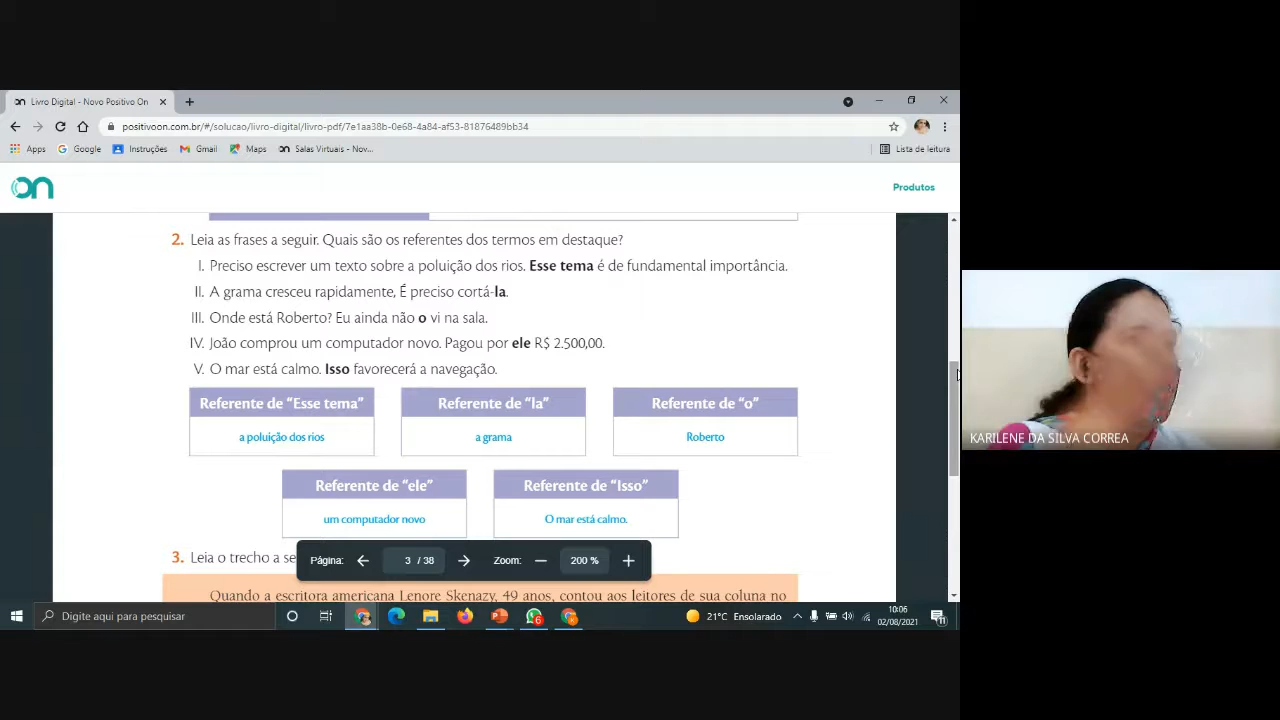 Livro Digital - Novo Positivo On
positivoon.com.br/#/solucao/livro-digital/livro-pdf/7e1aa38b-0e68-4a84-af53-81876489bb34
Apps Google Instruções Gmail Maps Salas Virtuais - Nov... Lista de leitura
on Produtos
2. Leia as frases a seguir. Quais são os referentes dos termos em destaque?
I. Preciso escrever um texto sobre a poluição dos rios. Esse tema é de fundamental importância.
II. A grama cresceu rapidamente, É preciso cortá-la.
III. Onde está Roberto? Eu ainda não o vi na sala.
IV. João comprou um computador novo. Pagou por ele R$ 2.500,00.
V. O mar está calmo. Isso favorecerá a navegação.
Referente de "Esse tema" Referente de "la" Referente de "o"
a poluição dos rios a grama Roberto
Referente de "ele" Referente de "Isso"
um computador novo O mar está calmo.
3. Leia o trecho a se
Página: 3 / 38 Zoom: 200 %
Quando a escritora americana Lenore Skenazy, 49 anos, contou aos leitores de sua coluna no
Digite aqui para pesquisar 6 21°C Ensolarado 10:06
02/08/2021 11
KARILENE DA SILVA CORREA